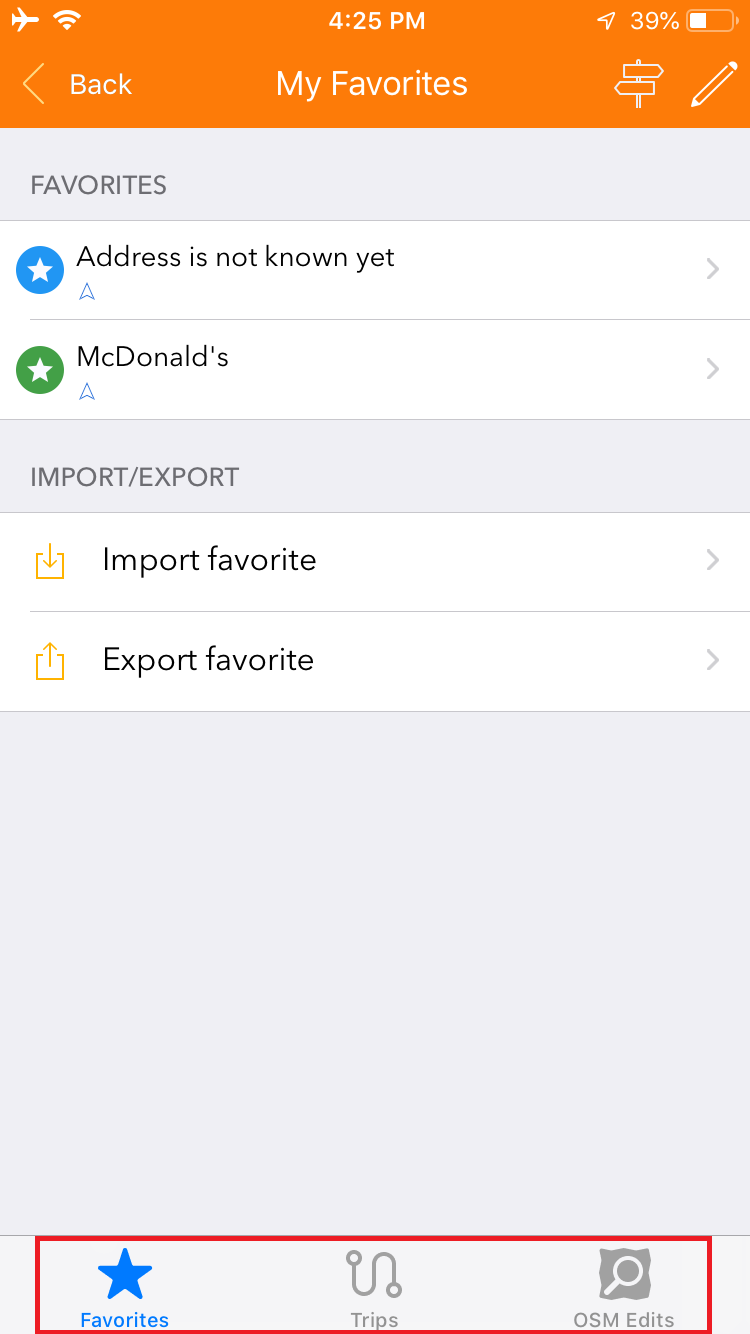 4:25 PM
39%
Back
My Favorites
FAVORITES
Address is not known yet
McDonald's
IMPORT/EXPORT
Import favorite
Export favorite
Favorites
Trips
OSM Edits